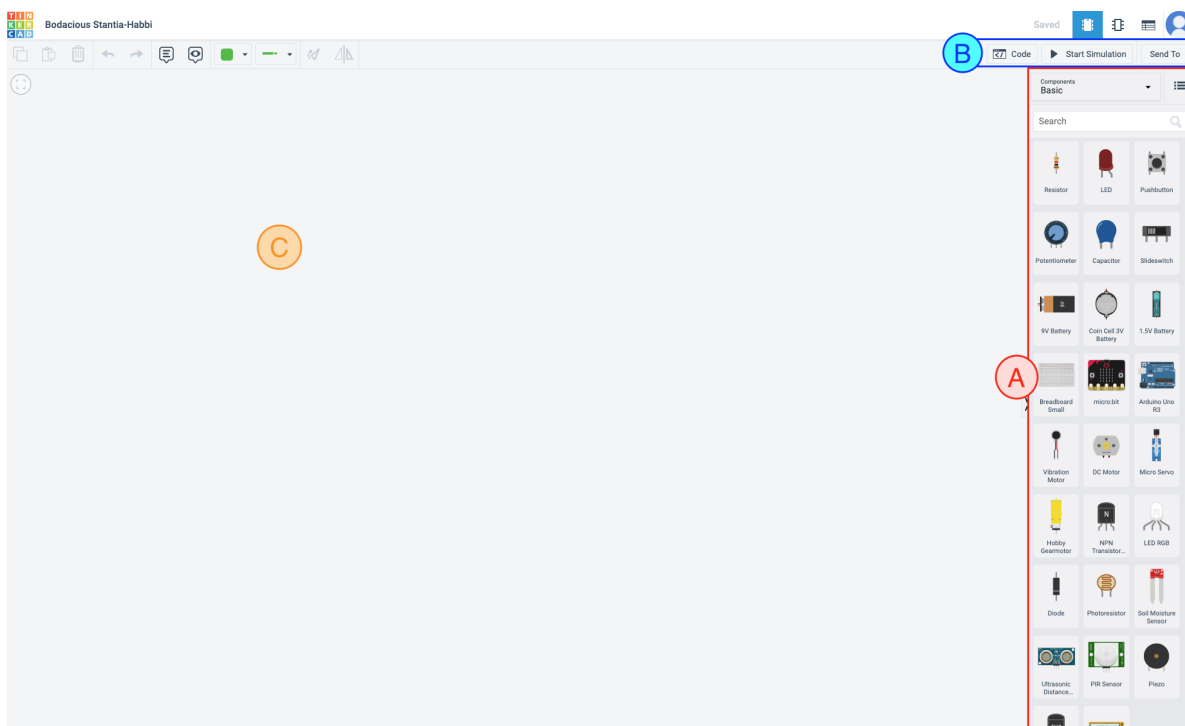 TIN
KER
CAD
Bodacious Stantia-Habbi
Saved
B
Code
Start Simulation
Send To
Components
Basic
Search
Resistor
LED
Pushbutton
C
Potentiometer
Capacitor
Slideswitch
9V Battery
Coin Cell 3V
Battery
1.5V Battery
A
Breadboard
Small
micro:bit
Arduino Uno
R3
Vibration
Motor
DC Motor
Micro Servo
Hobby
Gearmotor
N
NPN
Transistor...
LED RGB
Diode
Photoresistor
Soil Moisture
Sensor
Ultrasonic
Distance...
PIR Sensor
Piezo